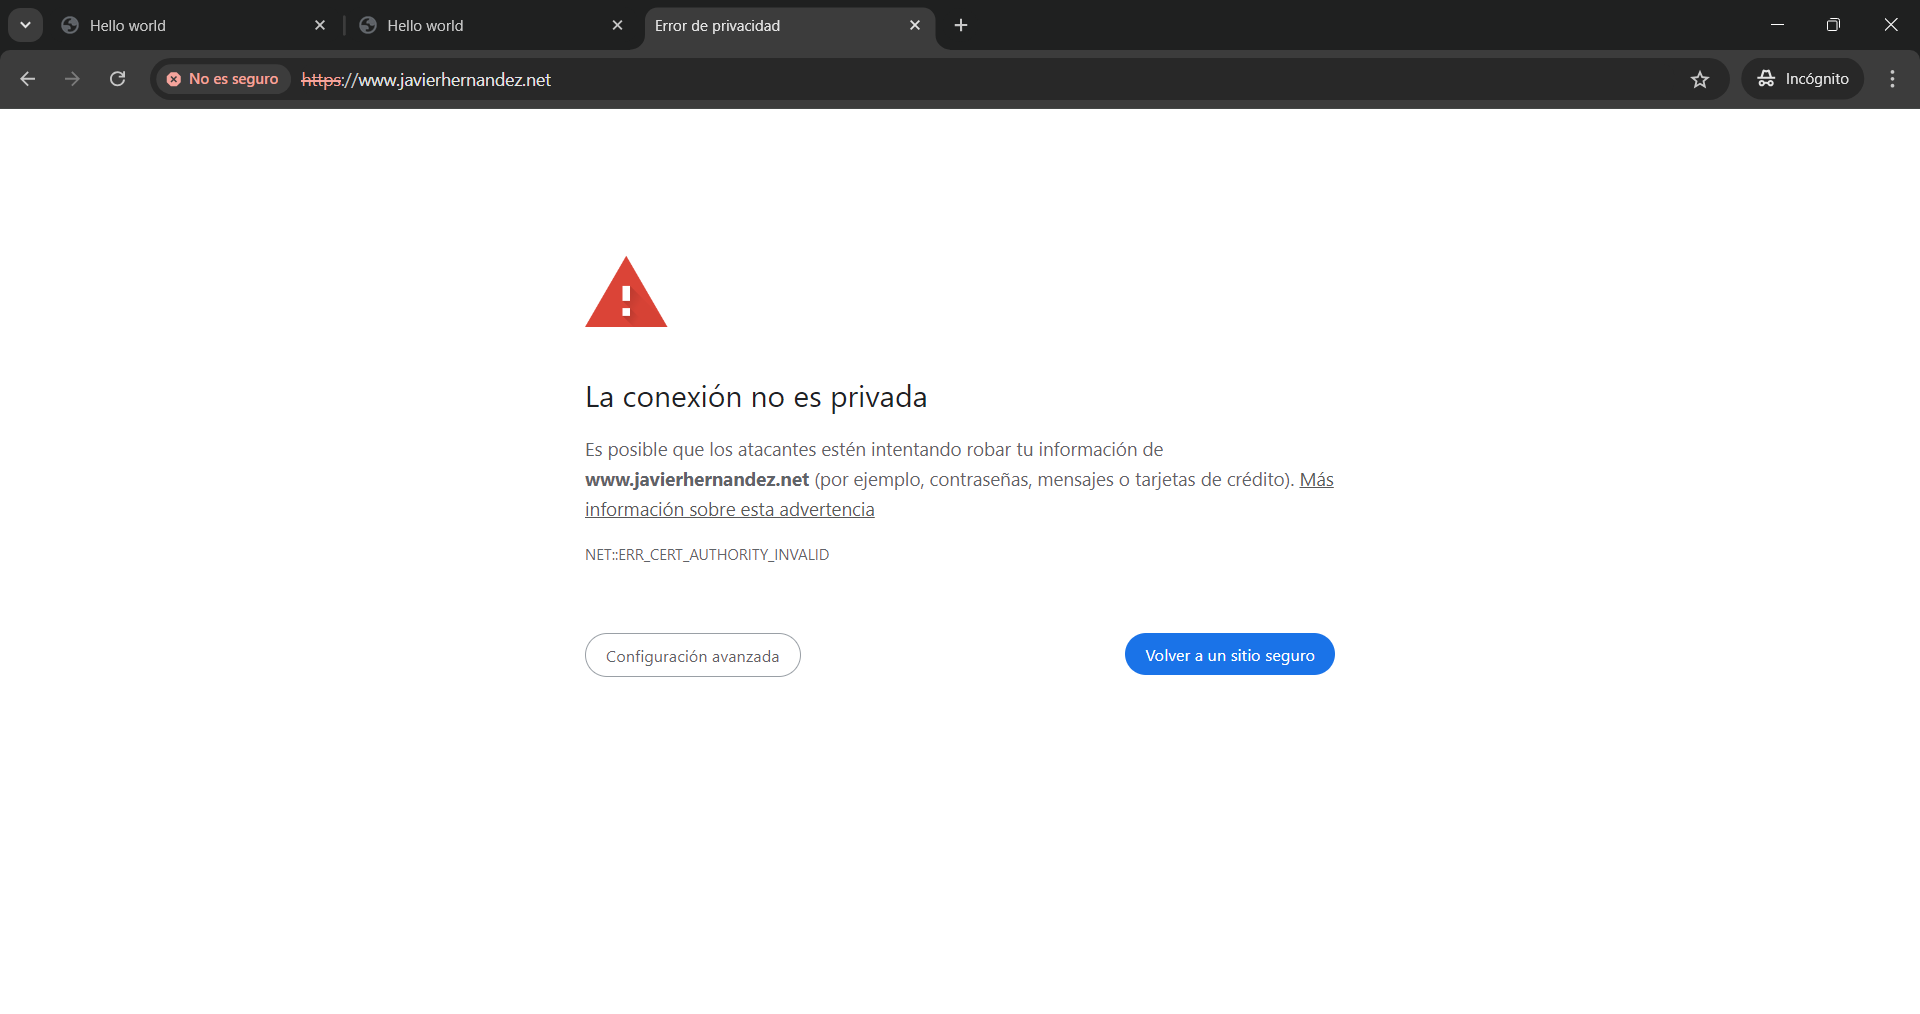 Hello world
Hello world
Error de privacidad
No es seguro https://www.javierhernandez.net
Incógnito
La conexión no es privada
Es posible que los atacantes estén intentando robar tu información de
www.javierhernandez.net (por ejemplo, contraseñas, mensajes o tarjetas de crédito). Más
información sobre esta advertencia
NET::ERR_CERT_AUTHORITY_INVALID
Configuración avanzada
Volver a un sitio seguro